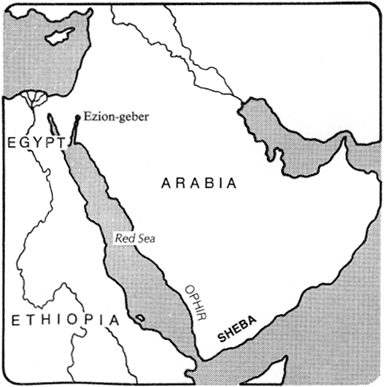 Ezion-geber
EGYPT
ARABIA
Red Sea
OPHIR
ETHIOPIA
SHEBA